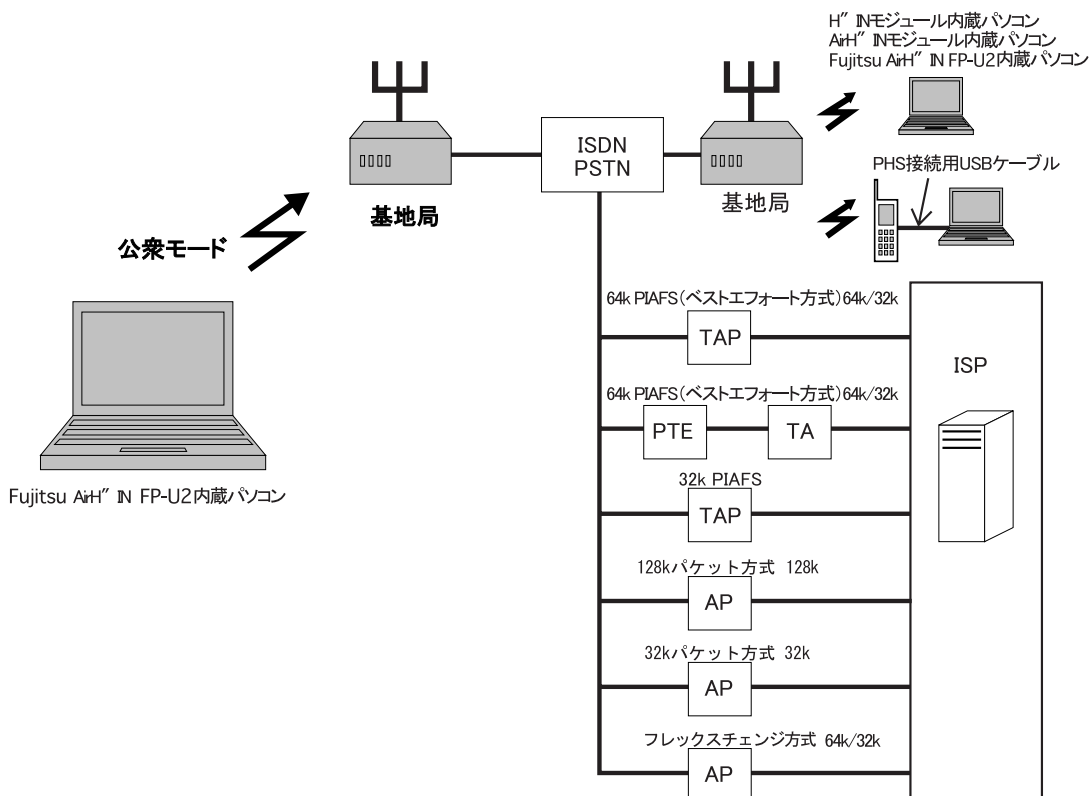 H″ INモジュール内蔵パソコン
AirH″ INモジュール内蔵パソコン
Fujitsu AirH″ IN FP-U2内蔵パソコン
ISDN
PSTN
PHS接続用USBケーブル
基地局
基地局
公衆モード
Fujitsu AirH″ IN FP-U2内蔵パソコン
64k PIAFS(ベストエフォート方式)64k/32k
TAP
ISP
64k PIAFS(ベストエフォート方式)64k/32k
PTE
TA
32k PIAFS
TAP
128kパケット方式 128k
AP
32kパケット方式 32k
AP
フレックスチェンジ方式 64k/32k
AP